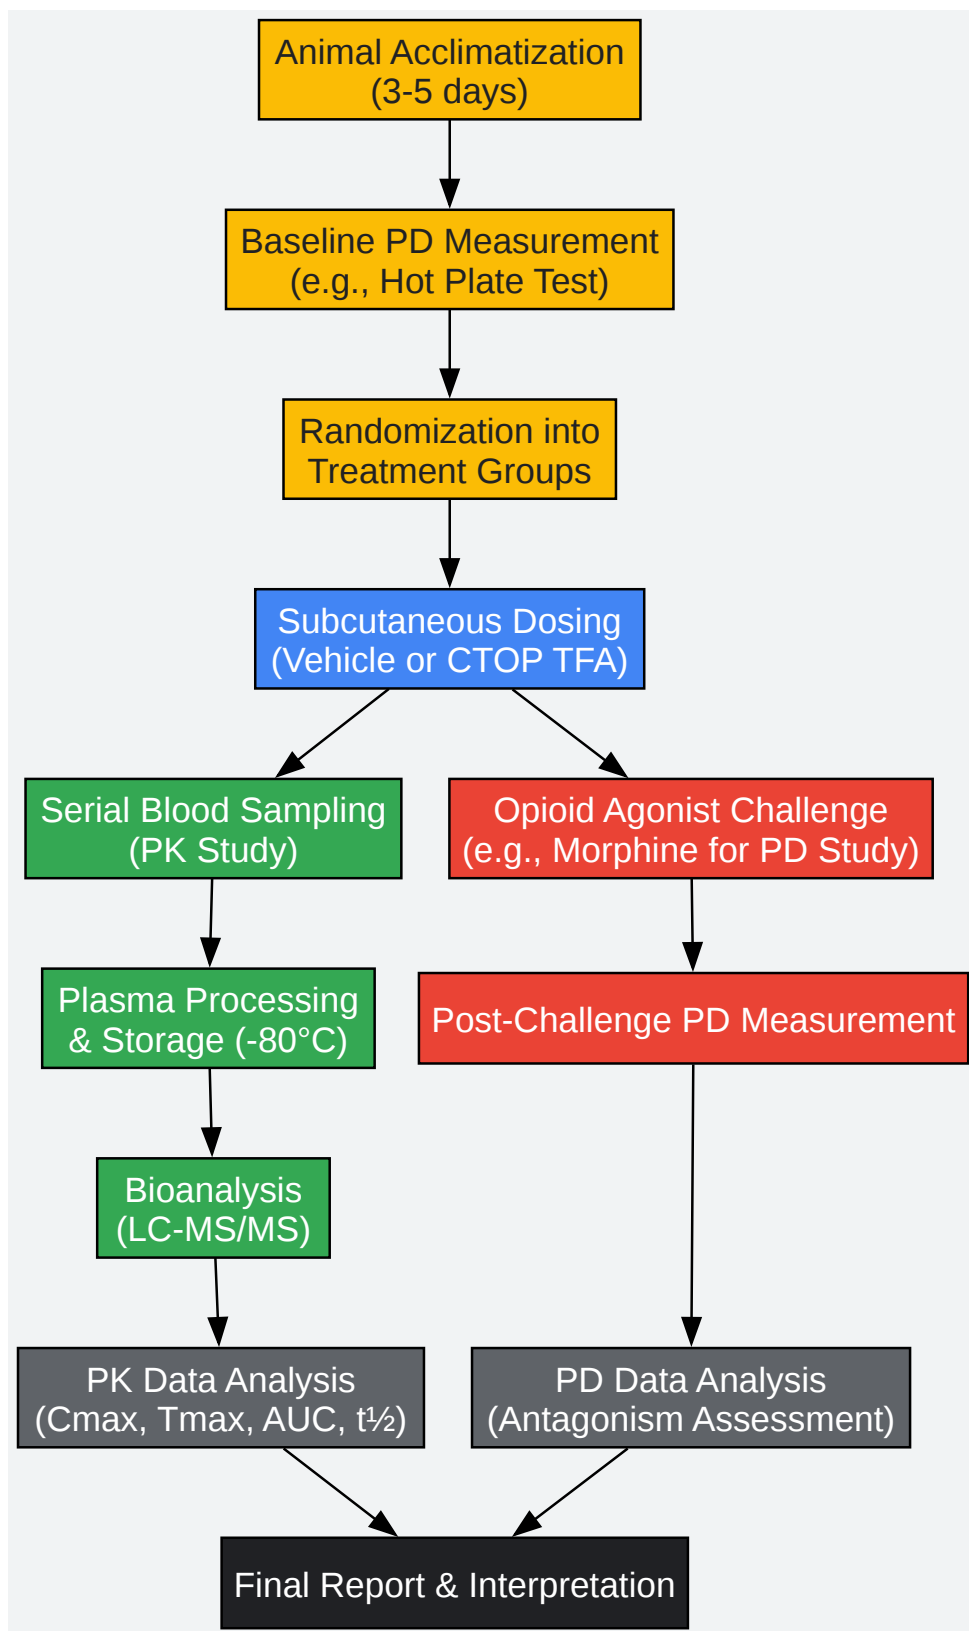 Animal Acclimatization
(3-5 days)
Baseline PD Measurement
(e.g., Hot Plate Test)
Randomization into
Treatment Groups
Subcutaneous Dosing
(Vehicle or CTOP TFA)
Serial Blood Sampling
(PK Study)
Opioid Agonist Challenge
(e.g., Morphine for PD Study)
Plasma Processing
& Storage (-80°C)
Post-Challenge PD Measurement
Bioanalysis
(LC-MS/MS)
PK Data Analysis
(Cmax, Tmax, AUC, t½)
PD Data Analysis
(Antagonism Assessment)
Final Report & Interpretation